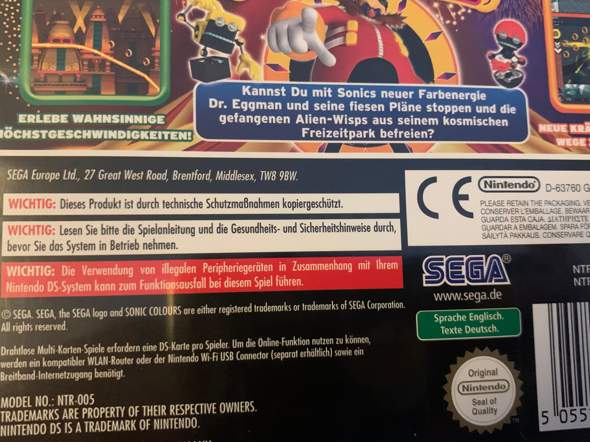 ERLEBE WAHNSINNIGE
HÖCHSTGESCHWINDIGKEITEN!
Kannst Du mit Sonics neuer Farbenergie
Dr. Eggman und seine fiesen Pläne stoppen und die
gefangenen Alien-Wisps aus seinem kosmischen
Freizeitpark befreien?
NEUE
WEGE
SEGA Europe Ltd., 27 Great West Road, Brentford, Middlesex, TW8 9BW.
WICHTIG: Dieses Produkt ist durch technische Schutzmaßnahmen kopiergeschützt.
WICHTIG: Lesen Sie bitte die Spielanleitung und die Gesundheits- und Sicherheitshinweise durch,
bevor Sie das System in Betrieb nehmen.
WICHTIG: Die Verwendung von illegalen Peripheriegeräten in Zusammenhang mit Ihrem
Nintendo DS-System kann zum Funktionsausfall bei diesem Spiel führen.
© SEGA. SEGA, the SEGA logo and SONIC COLOURS are either registered trademarks or trademarks of SEGA Corporation.
All rights reserved.
Drahtlose Multi-Karten-Spiele erfordern eine DS-Karte pro Spieler. Um die Online-Funktion nutzen zu können,
werden ein kompatibler WLAN-Router oder der Nintendo Wi-Fi USB Connector (separat erhältlich) sowie ein
Breitband-Internetzugang benötigt.
MODEL NO.: NTR-005
TRADEMARKS ARE PROPERTY OF THEIR RESPECTIVE OWNERS.
NINTENDO DS IS A TRADEMARK OF NINTENDO.
CE
Nintendo
D-63760 G
PLEASE RETAIN THE PACKAGING, VE
CONSERVER L'EMBALLAGE. BEWAAR
GUARDA ESTA CAJA. ΔΙΑΤΗΡΗΣΤΕ
GUARDAR A EMBALAGEM. SPARA FÖR
SÄILYTÄ PAKKAUS. CONSERVARE Q
SEGA®
www.sega.de
NTR
NTR
Sprache Englisch.
Texte Deutsch.
Original
Nintendo
Seal of
Quality
5 055